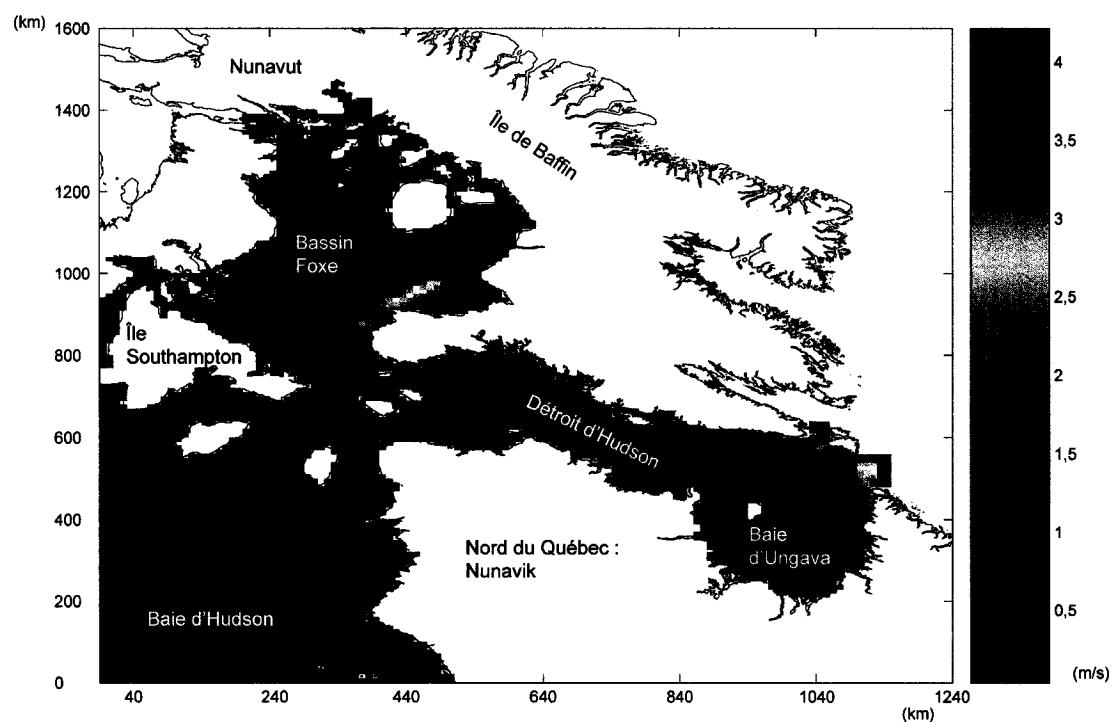 (km)
1600
1400
1200
1000
800
600
400
200
0
40
240
440
640
840
1040
1240
(km)
Nunavut
Île de Baffin
Bassin
Foxe
Île
Southampton
Détroit d'Hudson
Nord du Québec :
Nunavik
Baie
d'Ungava
Baie d'Hudson
4
3,5
3
2,5
2
1,5
1
0,5
(m/s)